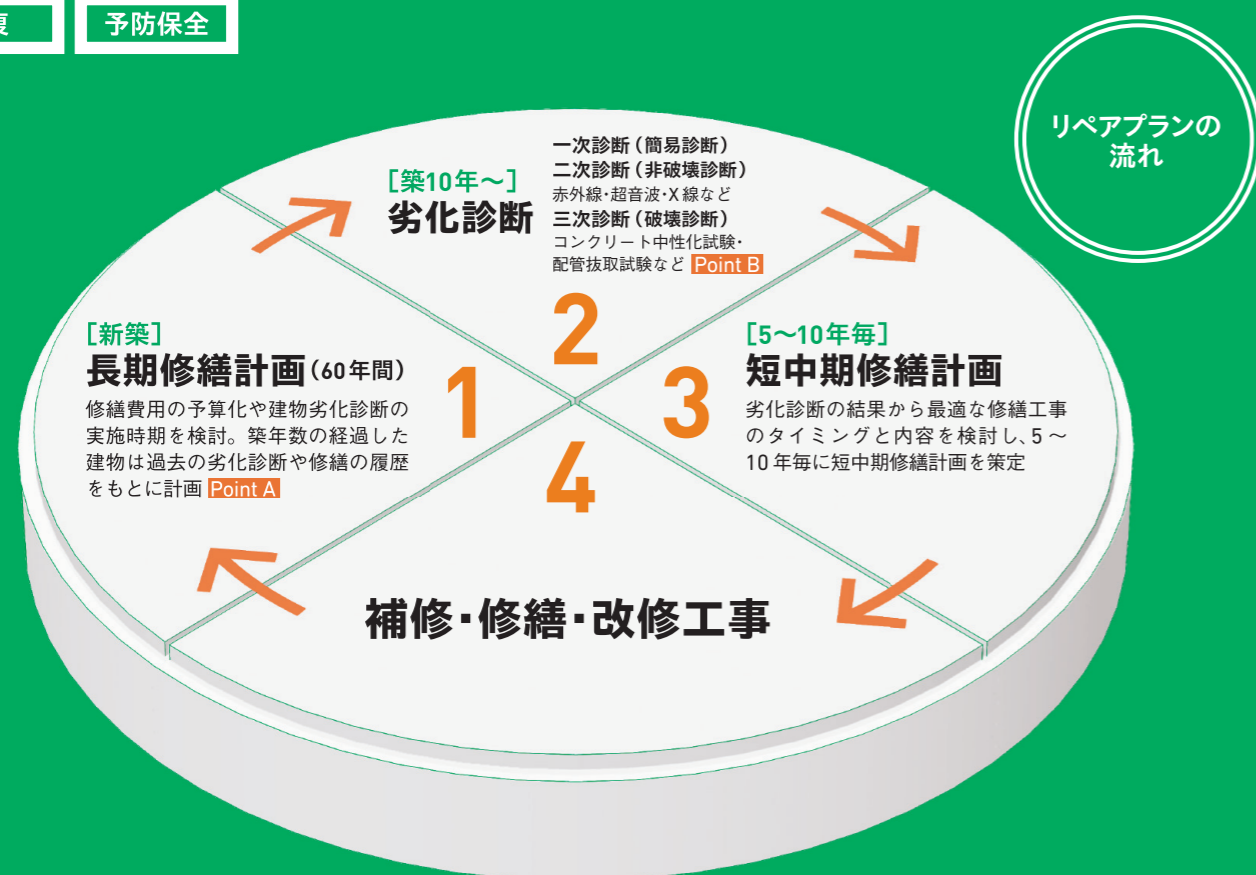 復
予防保全
リペアプランの
流れ
[新築]
長期修繕計画(60年間)
修繕費用の予算化や建物劣化診断の
実施時期を検討。築年数の経過した
建物は過去の劣化診断や修繕の履歴
をもとに計画 Point A
1
[築10年〜]
劣化診断
一次診断(簡易診断)
二次診断(非破壊診断)
赤外線・超音波・X線など
三次診断(破壊診断)
コンクリート中性化試験・
配管抜取試験など Point B
2
3
[5〜10年毎]
短中期修繕計画
劣化診断の結果から最適な修繕工事
のタイミングと内容を検討し、5〜
10年毎に短中期修繕計画を策定
4
補修・修繕・改修工事